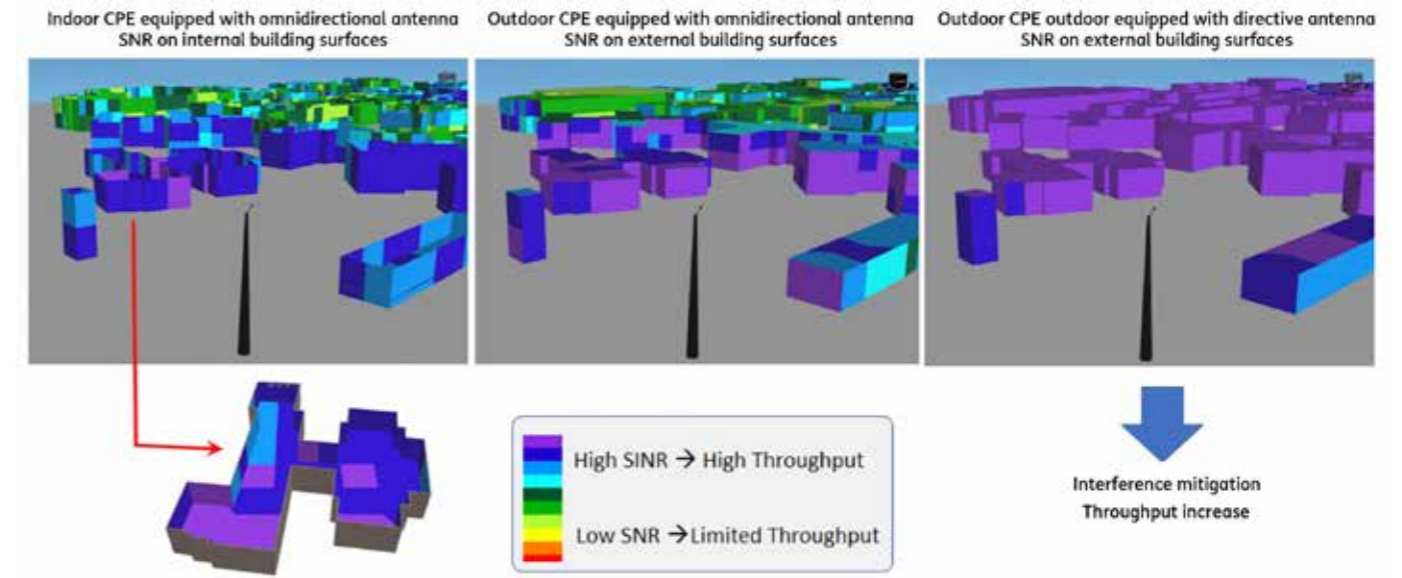 Indoor CPE equipped with omnidirectional antenna
SNR on internal building surfaces
Outdoor CPE equipped with omnidirectional antenna
SNR on external building surfaces
Outdoor CPE outdoor equipped with directive antenna
SNR on external building surfaces
High SINR → High Throughput
Low SNR →Limited Throughput
Interference mitigation
Throughput increase